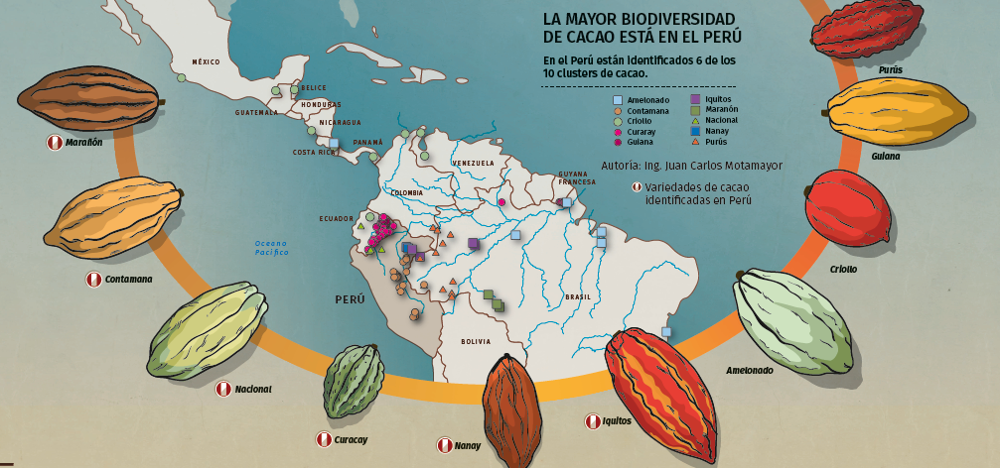 LA MAYOR BIODIVERSIDAD
DE CACAO ESTÁ EN EL PERÚ
En el Perú están identificados 6 de los
10 clusters de cacao.
Amelonado
Contamana
Criollo
Curaray
Guiana
Iquitos
Marañón
Nacional
Nanay
Purús
Autoría: Ing. Juan Carlos Motamayor
Variedades de cacao
identificadas en Perú
MÉXICO
BELICE
HONDURAS
GUATEMALA
NICARAGUA
COSTA RICA
PANAMÁ
VENEZUELA
GUYANA
FRANCESA
COLOMBIA
ECUADOR
Oceano
Pacífico
PERÚ
BRASIL
BOLIVIA
Marañón
Contamana
Nacional
Curacay
Nanay
Iquitos
Amelonado
Criollo
Guiana
Purús